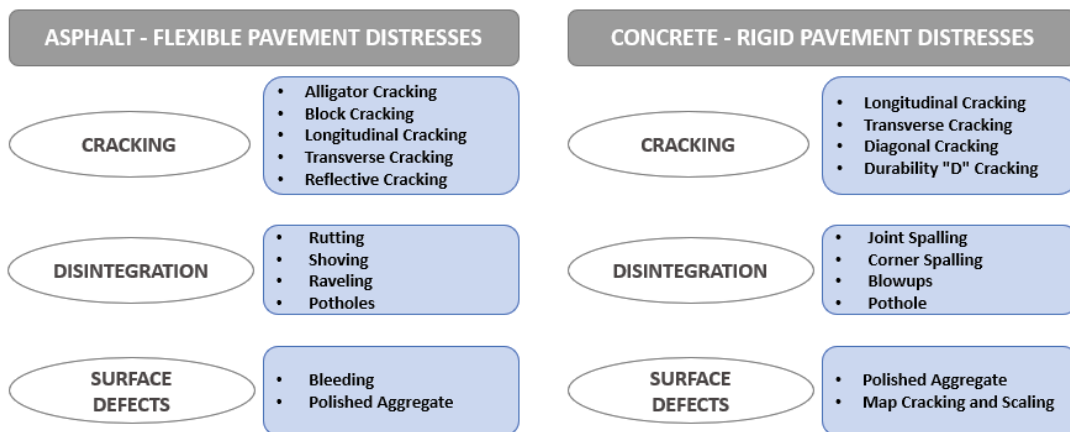 ASPHALT - FLEXIBLE PAVEMENT DISTRESSES
CRACKING
• Alligator Cracking
• Block Cracking
• Longitudinal Cracking
• Transverse Cracking
• Reflective Cracking
DISINTEGRATION
• Rutting
• Shoving
• Raveling
• Potholes
SURFACE
DEFECTS
• Bleeding
• Polished Aggregate
CONCRETE - RIGID PAVEMENT DISTRESSES
CRACKING
• Longitudinal Cracking
• Transverse Cracking
• Diagonal Cracking
• Durability "D" Cracking
DISINTEGRATION
• Joint Spalling
• Corner Spalling
• Blowups
• Pothole
SURFACE
DEFECTS
• Polished Aggregate
• Map Cracking and Scaling